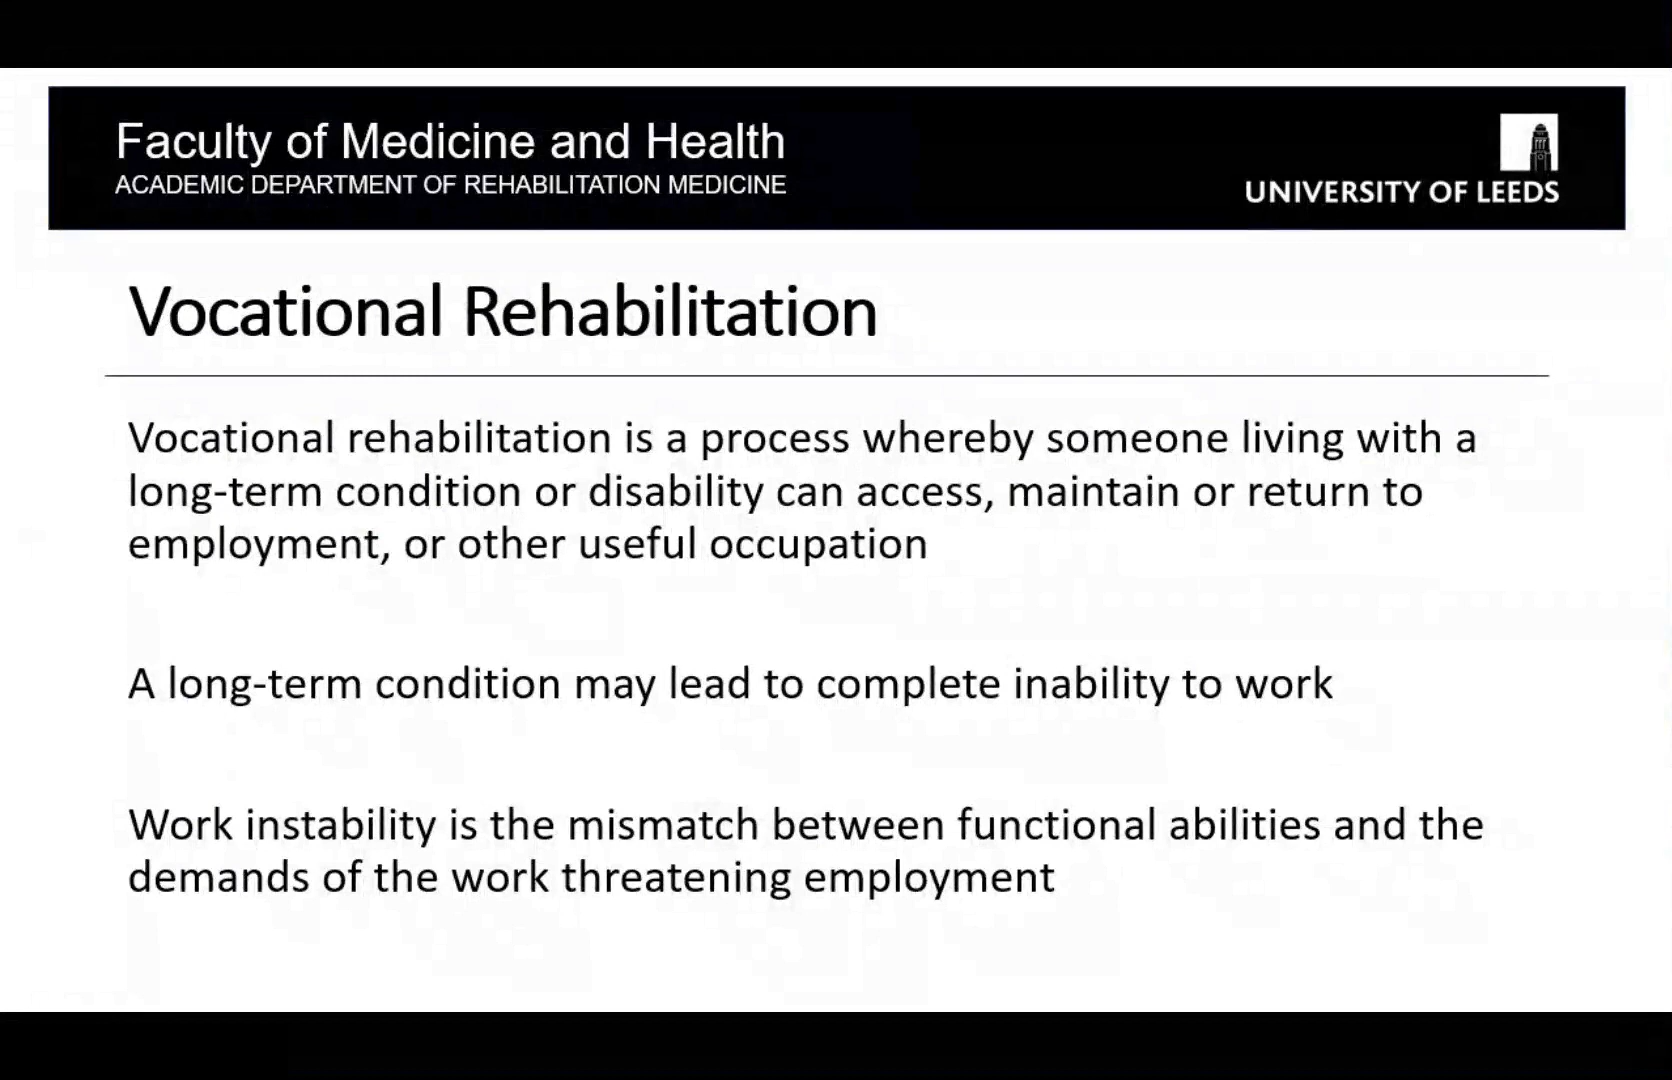 Faculty of Medicine and Health
ACADEMIC DEPARTMENT OF REHABILITATION MEDICINE
UNIVERSITY OF LEEDS
Vocational Rehabilitation
Vocational rehabilitation is a process whereby someone living with a
long-term condition or disability can access, maintain or return to
employment, or other useful occupation
A long-term condition may lead to complete inability to work
Work instability is the mismatch between functional abilities and the
demands of the work threatening employment